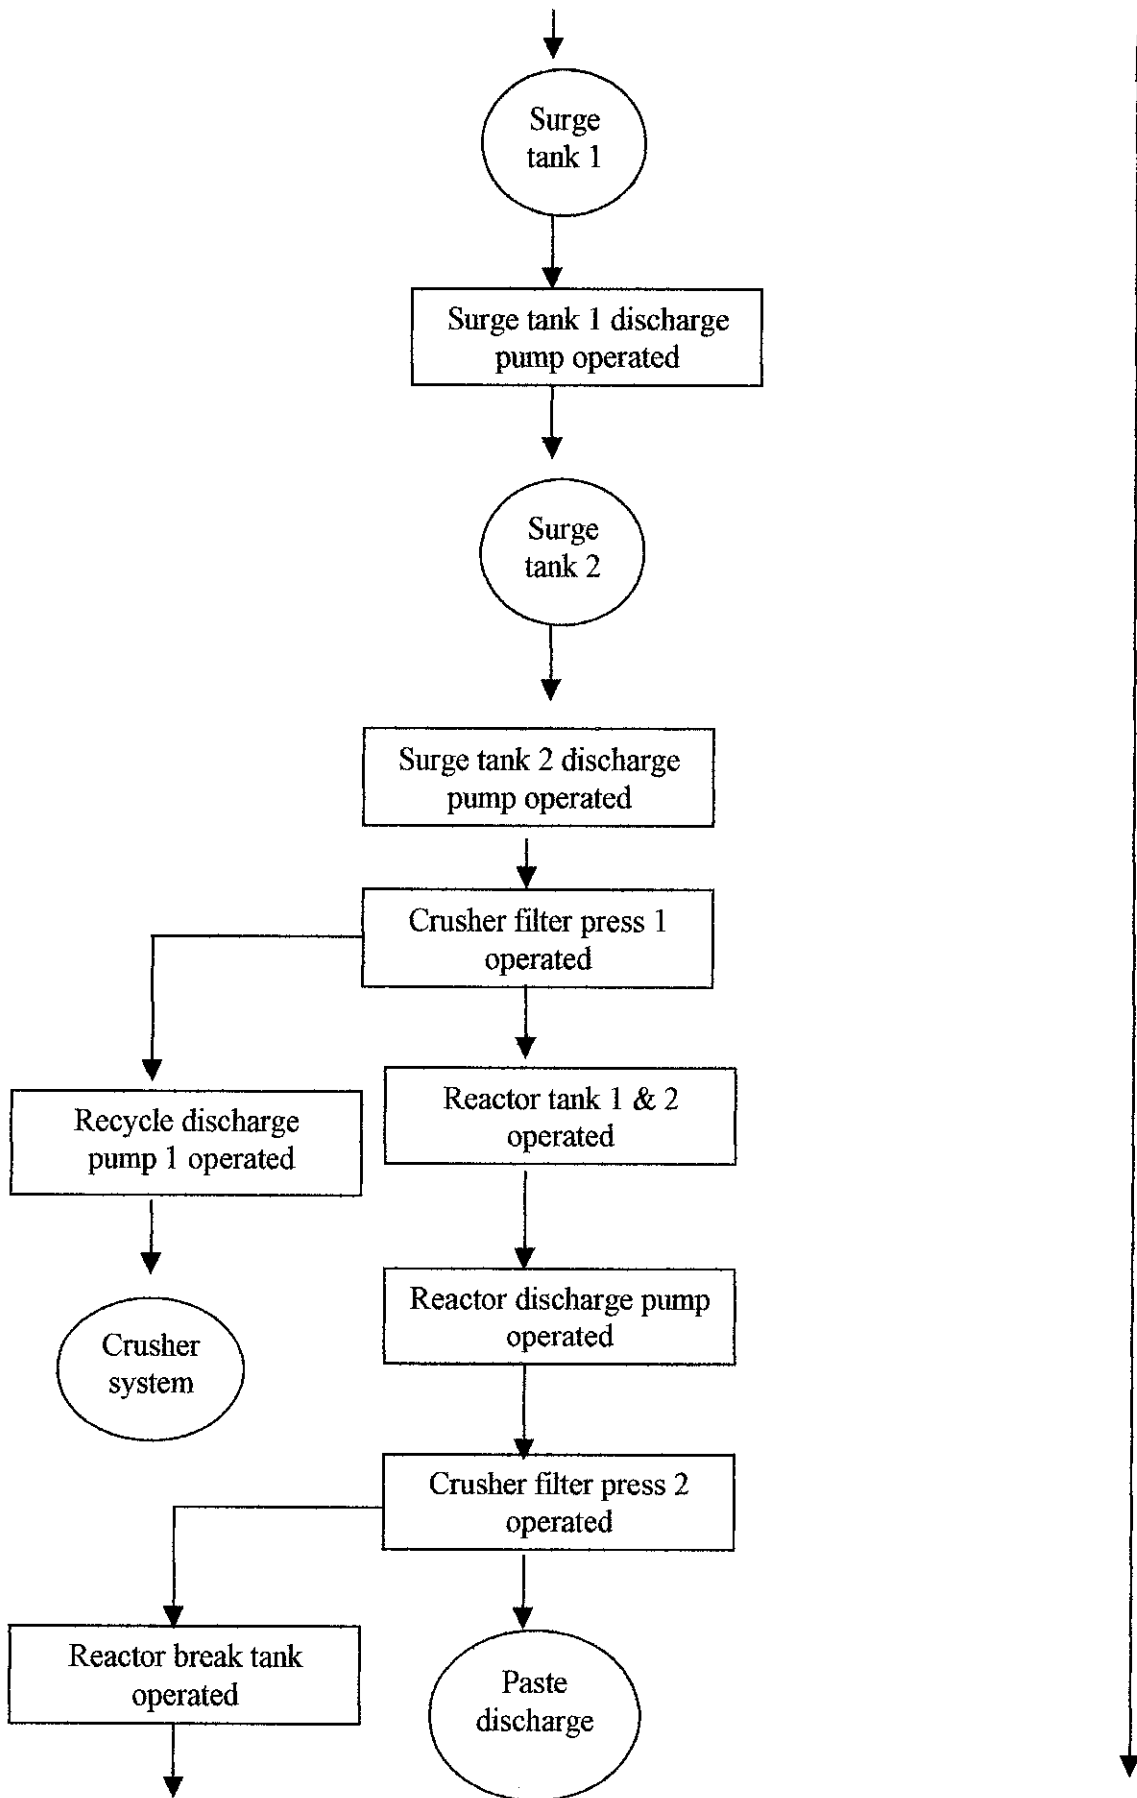 Surge
tank 1
Surge tank 1 discharge
pump operated
Surge
tank 2
Surge tank 2 discharge
pump operated
Crusher filter press 1
operated
Recycle discharge
pump 1 operated
Reactor tank 1 & 2
operated
Crusher
system
Reactor discharge pump
operated
Crusher filter press 2
operated
Reactor break tank
operated
Paste
discharge